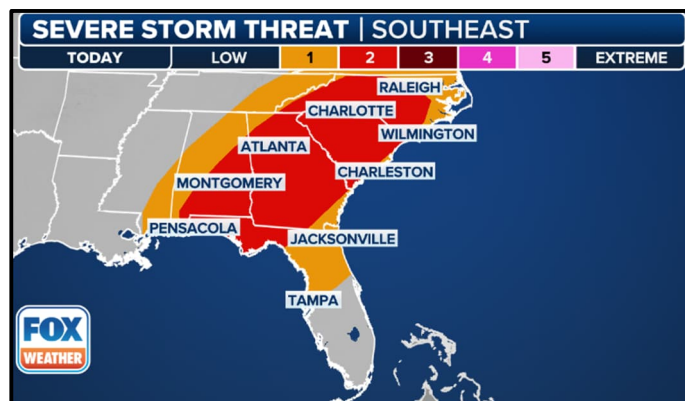 SEVERE STORM THREAT | SOUTHEAST
TODAY LOW 1 2 3 4 5 EXTREME
RALEIGH
CHARLOTTE
WILMINGTON
ATLANTA
CHARLESTON
MONTGOMERY
PENSACOLA
JACKSONVILLE
TAMPA
FOX
WEATHER